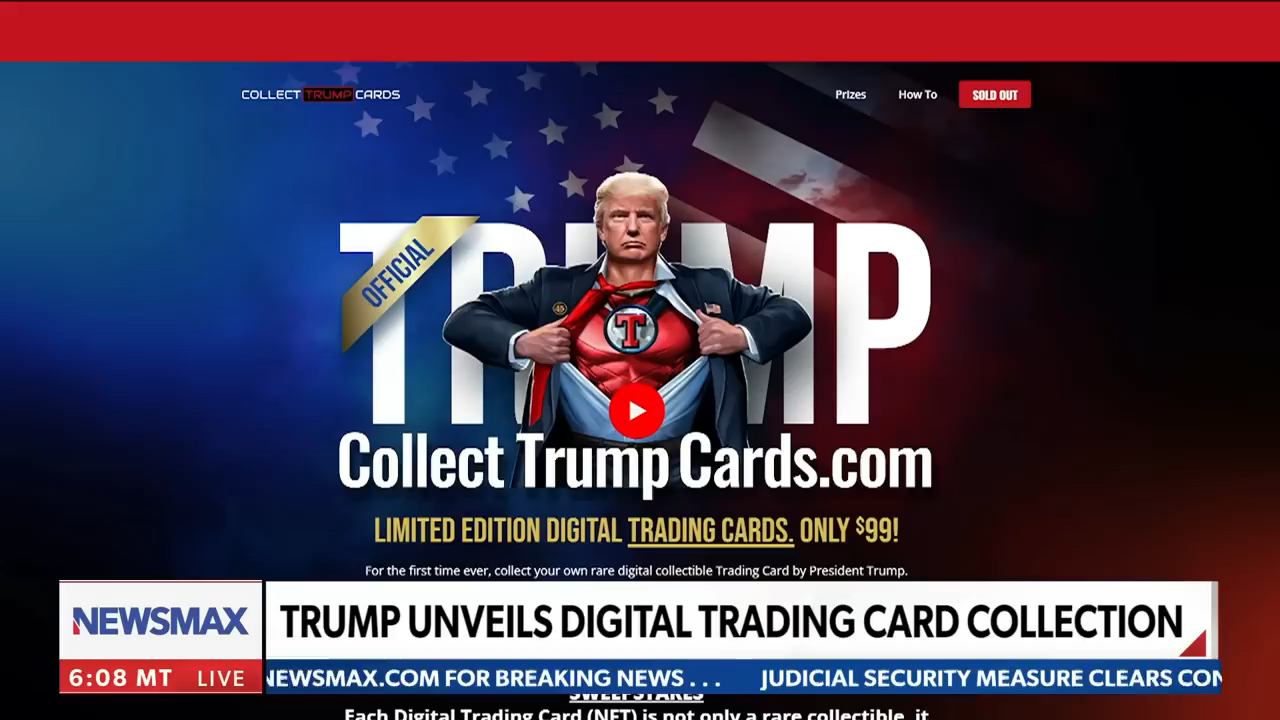 COLLECT TRUMP CARDS
Prizes
How To
SOLD OUT
OFFICIAL
TRUMP
45
T
Collect Trump Cards.com
LIMITED EDITION DIGITAL TRADING CARDS. ONLY $99!
For the first time ever, collect your own rare digital collectible Trading Card by President Trump.
NEWSMAX
TRUMP UNVEILS DIGITAL TRADING CARD COLLECTION
6:08 MT LIVE
NEWSMAX.COM FOR BREAKING NEWS . . . JUDICIAL SECURITY MEASURE CLEARS CON
SWEEPSTAKES
Each Digital Trading Card (NFT) is not only a rare collectible, it